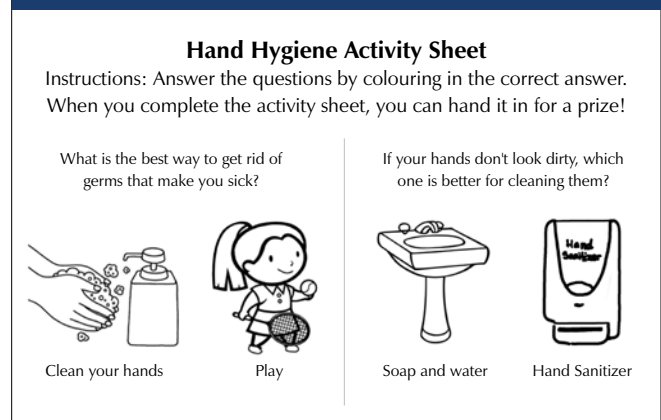 Hand Hygiene Activity Sheet
Instructions: Answer the questions by colouring in the correct answer.
When you complete the activity sheet, you can hand it in for a prize!
What is the best way to get rid of
germs that make you sick?
Clean your hands
Play
If your hands don't look dirty, which
one is better for cleaning them?
Hand
Sanitizer
Soap and water
Hand Sanitizer